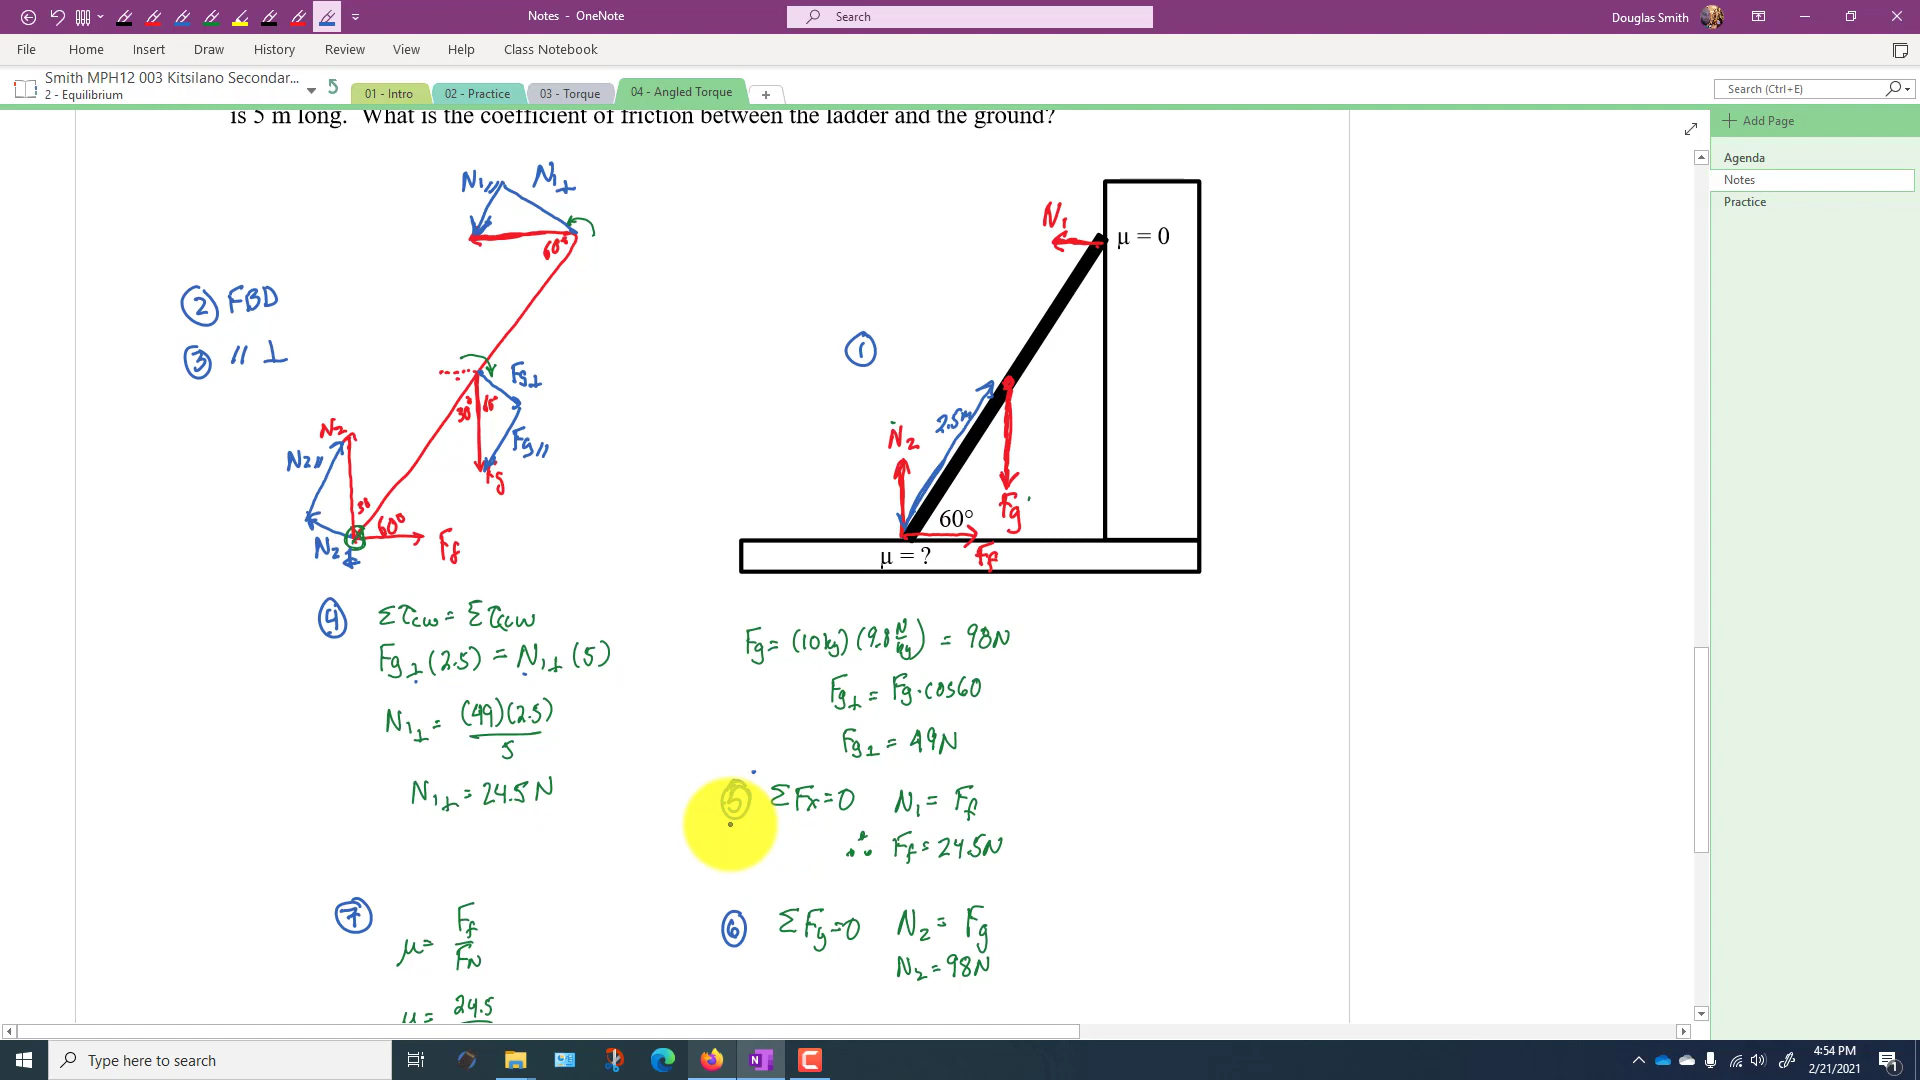 Notes - OneNote
Search
Douglas Smith
File Home Insert Draw History Review View Help Class Notebook
Smith MPH12 003 Kitsilano Secondar...
2 - Equilibrium
01 - Intro
02 - Practice
03 - Torque
04 - Angled Torque
Search (Ctrl+E)
Add Page
Agenda
Notes
Practice
is 5 m long. What is the coefficient of friction between the ladder and the ground?
N₁// N₁⊥
60°
② FBD
③ // ⊥
Fg⊥
30°
Fg//
Fg
N₂
N₂//
30
60°
N₂⊥
Ff
①
N₁
μ = 0
2.5m
N₂
60°
Fg
μ = ?
Ff
④ Στcw = Στccw
Fg⊥(2.5) = N₁⊥(5)
N₁⊥ = (49)(2.5)
5
N₁⊥ = 24.5 N
Fg = (10kg)(9.8 N/kg) = 98N
Fg⊥ = Fg·cos60
Fg⊥ = 49N
⑤ ΣFx=0 N₁ = Ff
∴ Ff = 24.5N
⑥ ΣFy=0 N₂ = Fg
N₂ = 98N
⑦ μ = Ff
FN
μ = 24.5
Type here to search
4:54 PM
2/21/2021
1